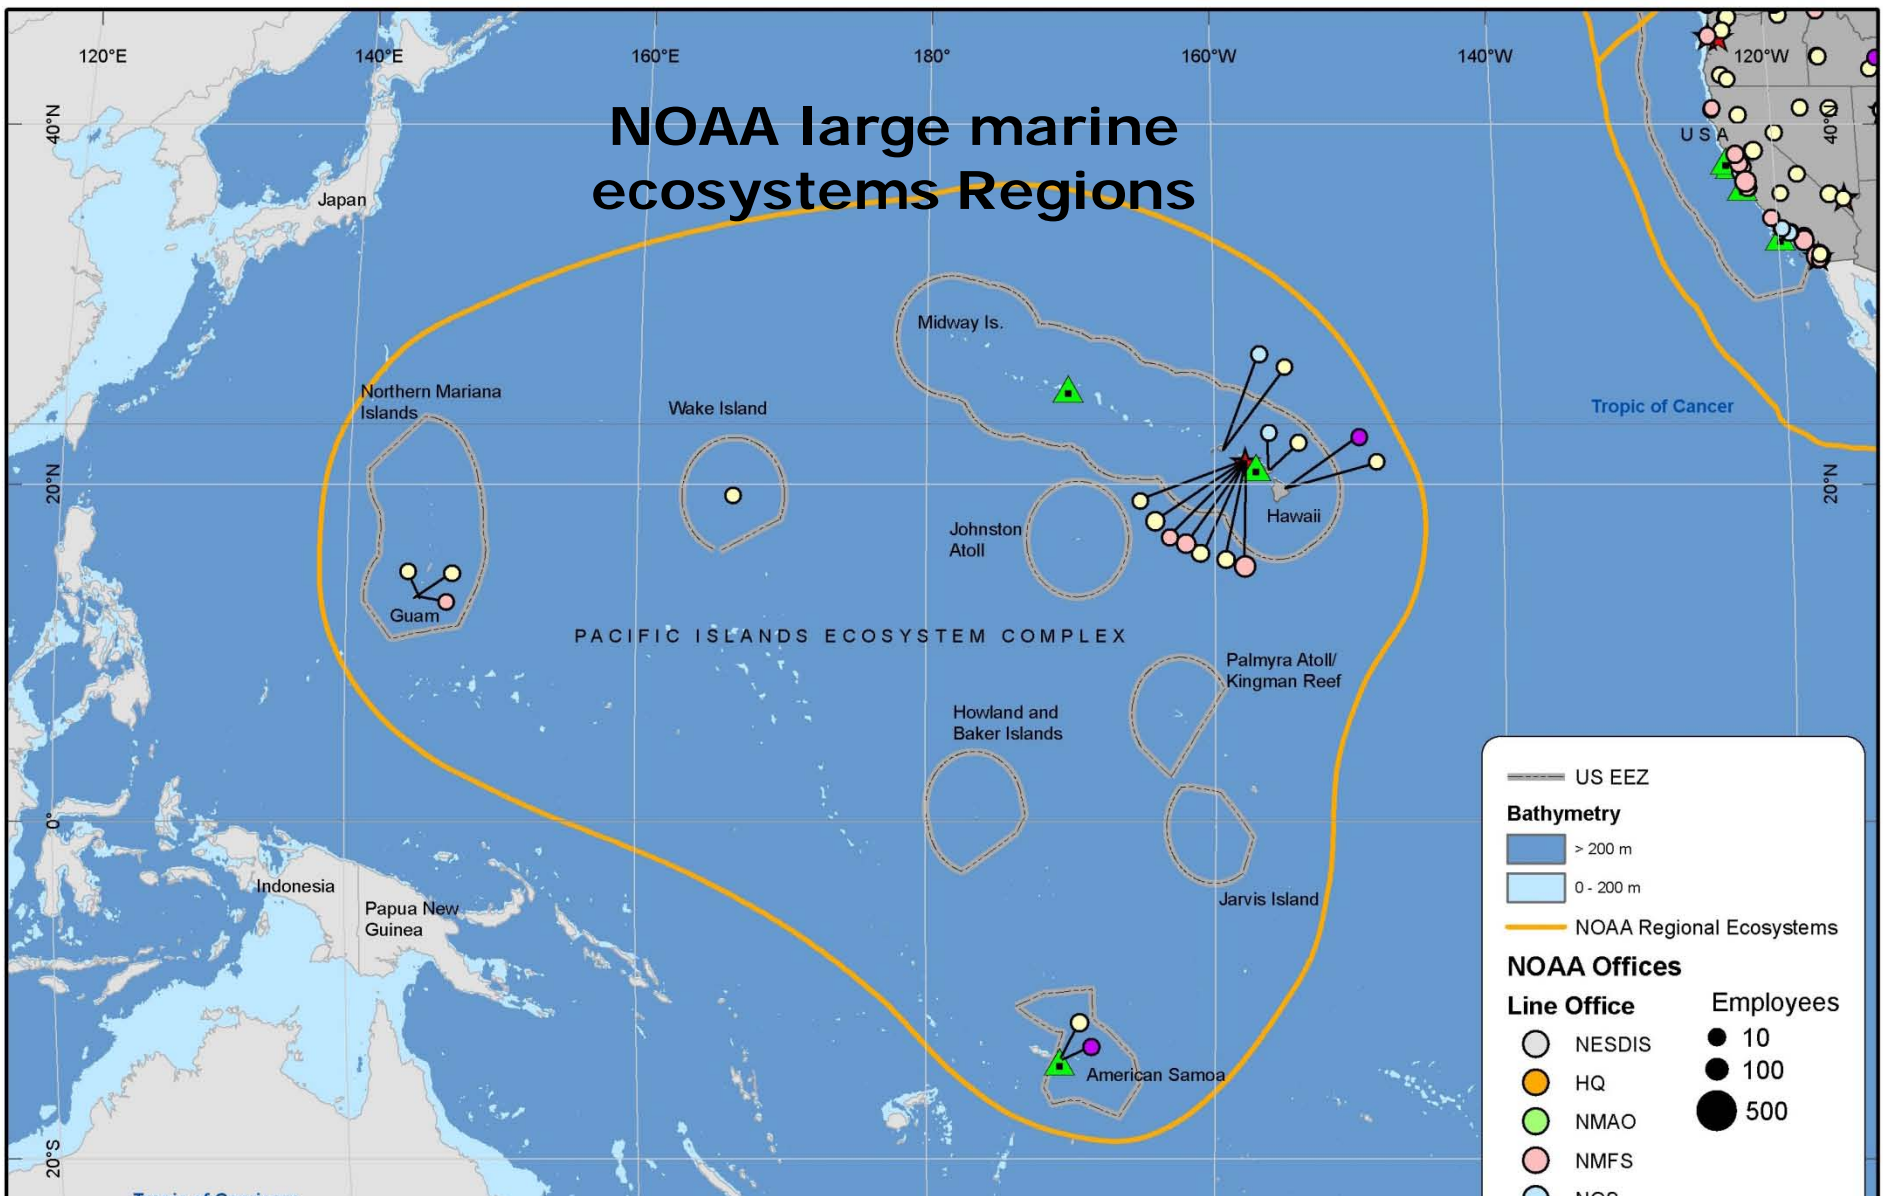 120°E
140°E
160°E
180°
160°W
140°W
120°W
40°N
NOAA large marine
ecosystems Regions
40°N
USA
Japan
Midway Is.
Northern Mariana
Islands
Wake Island
Tropic of Cancer
20°N
20°N
Johnston
Atoll
Hawaii
Guam
PACIFIC ISLANDS ECOSYSTEM COMPLEX
Palmyra Atoll/
Kingman Reef
Howland and
Baker Islands
0°
Indonesia
Papua New
Guinea
Jarvis Island
American Samoa
20°S
US EEZ
Bathymetry
> 200 m
0 - 200 m
NOAA Regional Ecosystems
NOAA Offices
Line Office
Employees
NESDIS
10
HQ
100
NMAO
500
NMFS